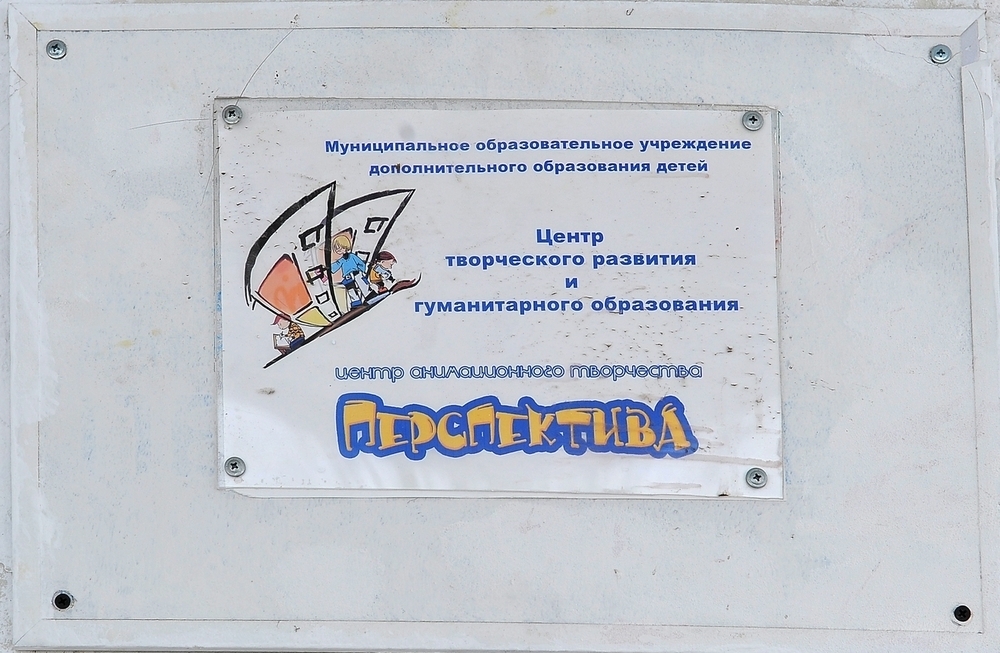 Муниципальное образовательное учреждение
дополнительного образования детей
Центр
творческого развития
и
гуманитарного образования
центр анимационного творчества
ПЕРСПЕКТИВА